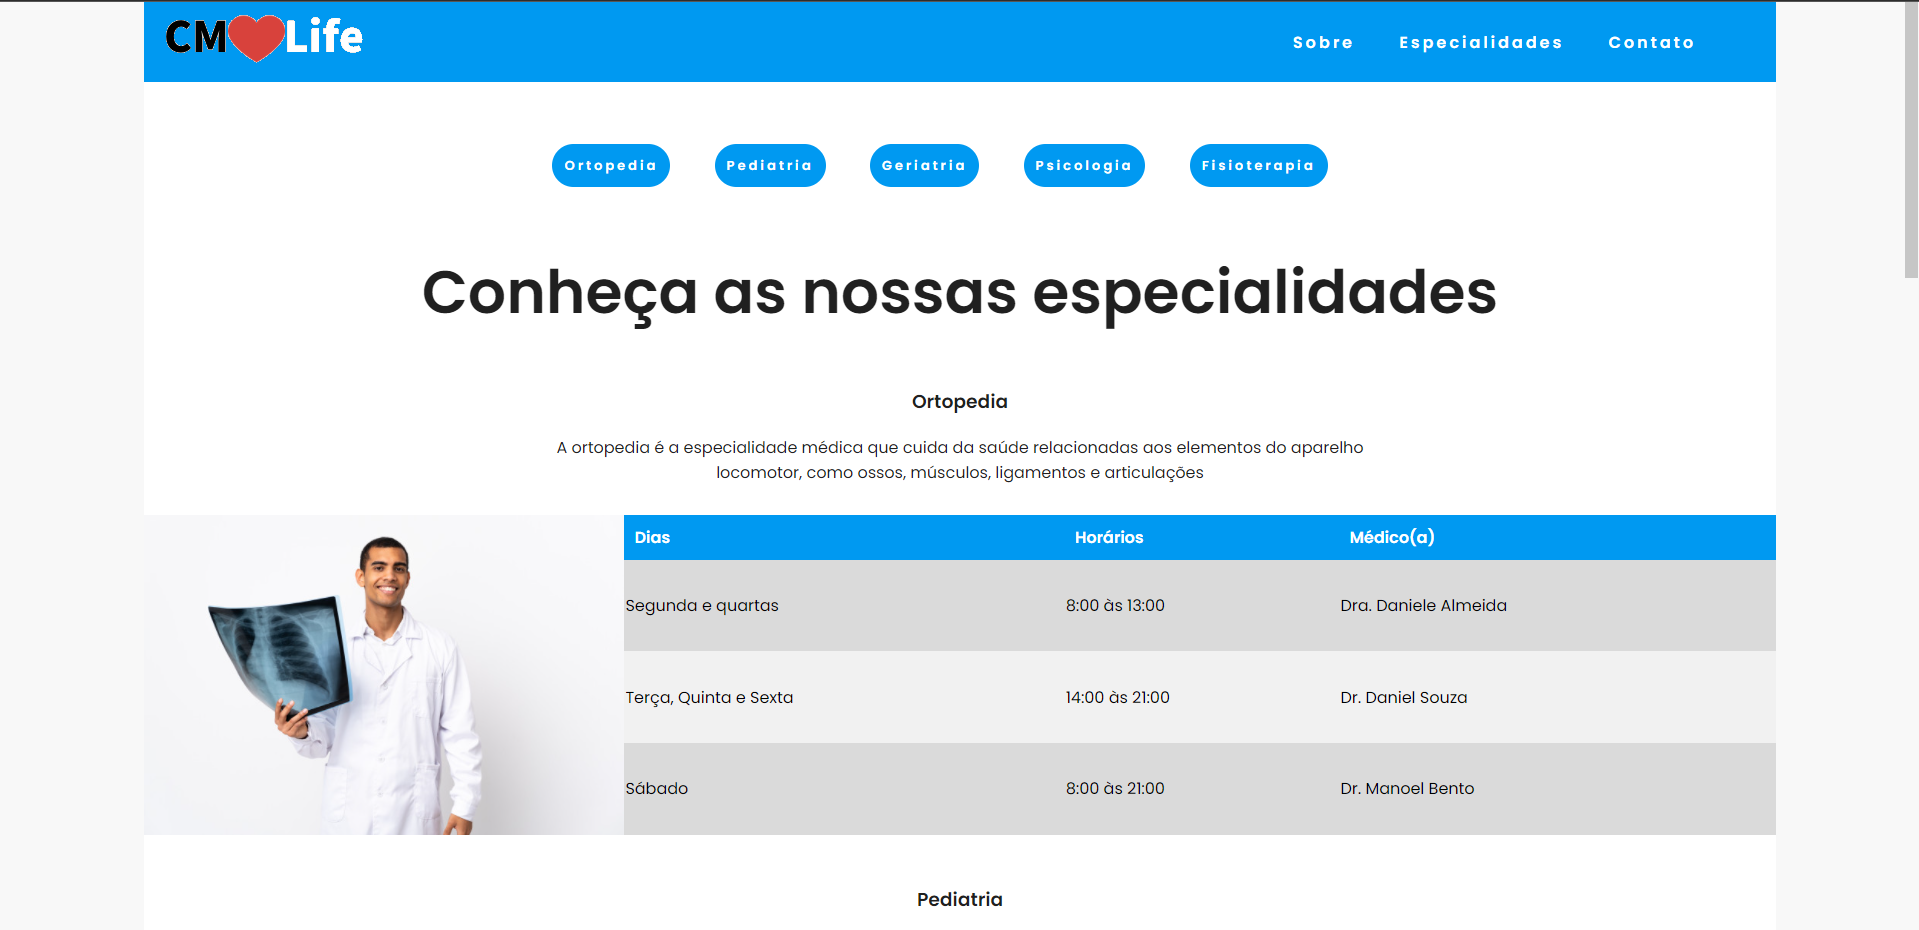 CM Life
Sobre Especialidades Contato
Ortopedia Pediatria Geriatria Psicologia Fisioterapia
Conheça as nossas especialidades
Ortopedia
A ortopedia é a especialidade médica que cuida da saúde relacionadas aos elementos do aparelho
locomotor, como ossos, músculos, ligamentos e articulações
Dias Horários Médico(a)
Segunda e quartas 8:00 às 13:00 Dra. Daniele Almeida
Terça, Quinta e Sexta 14:00 às 21:00 Dr. Daniel Souza
Sábado 8:00 às 21:00 Dr. Manoel Bento
Pediatria